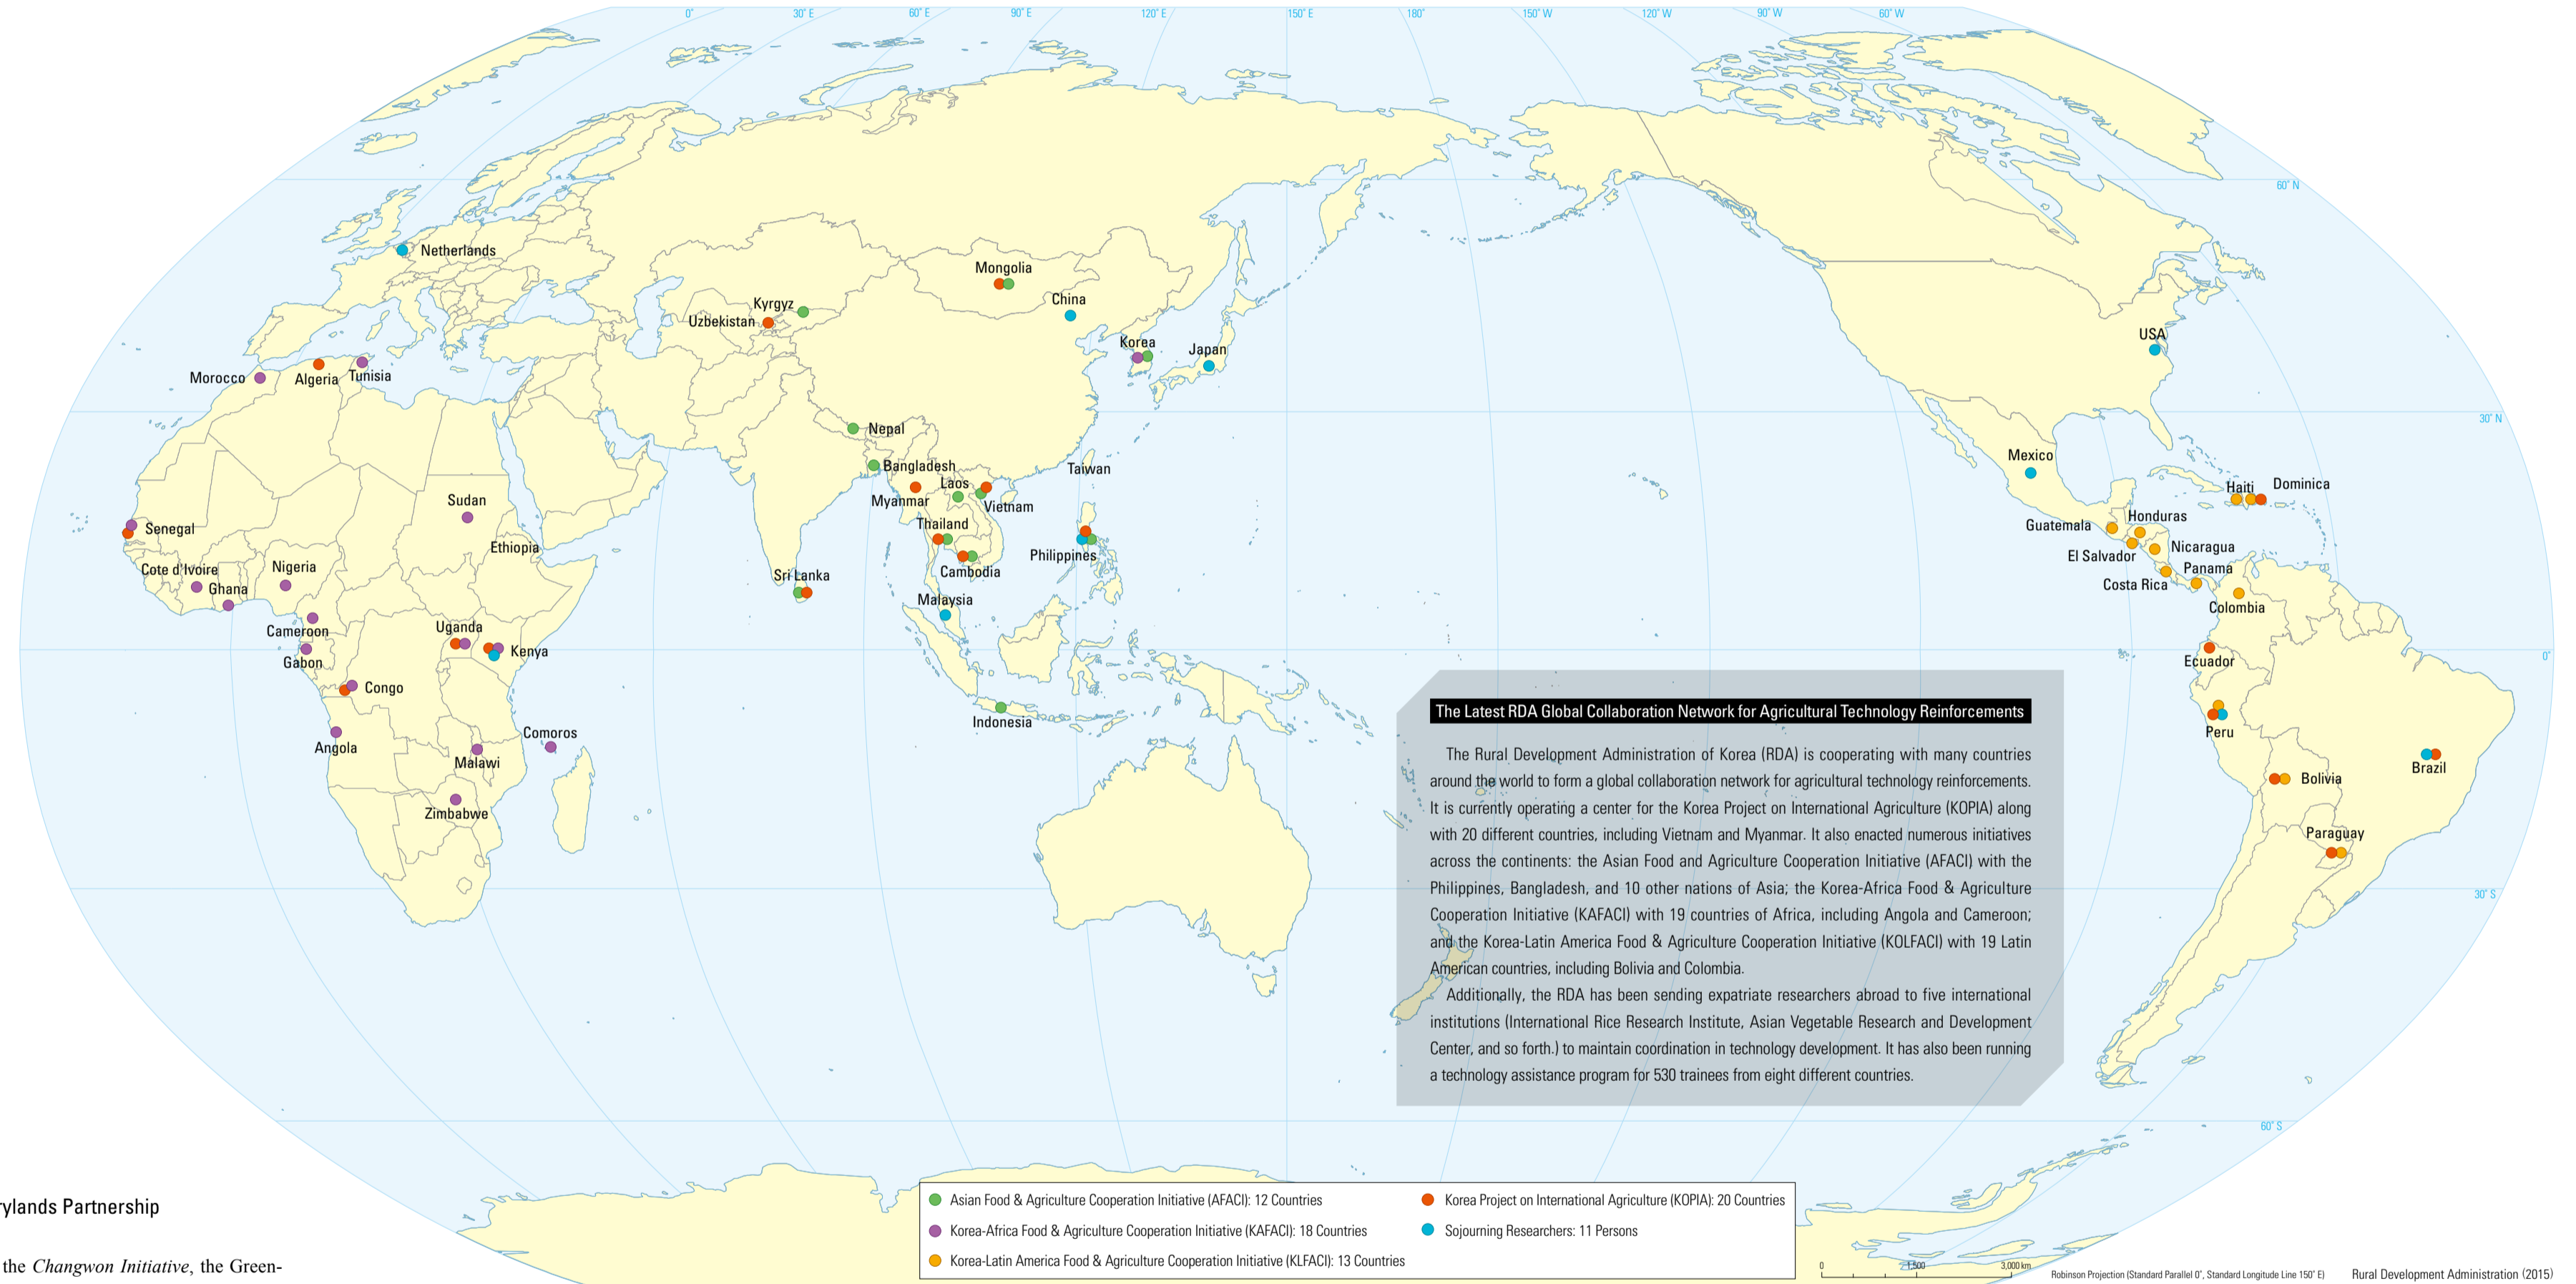 0°
30° E
60° E
90° E
120° E
150° E
180°
150° W
120° W
90° W
60° W
60° N
30° N
0°
30° S
60° S
Netherlands
Mongolia
China
Kyrgyz
Uzbekistan
Korea
Japan
USA
Morocco
Algeria
Tunisia
Nepal
Bangladesh
Taiwan
Mexico
Laos
Myanmar
Vietnam
Haiti
Dominica
Sudan
Senegal
Thailand
Guatemala
Honduras
Ethiopia
Philippines
El Salvador
Nicaragua
Cote d'Ivoire
Nigeria
Ghana
Sri Lanka
Cambodia
Costa Rica
Panama
Malaysia
Colombia
Cameroon
Uganda
Kenya
Gabon
Ecuador
Congo
Indonesia
Angola
Comoros
Malawi
Peru
Zimbabwe
Bolivia
Brazil
Paraguay
The Latest RDA Global Collaboration Network for Agricultural Technology Reinforcements
The Rural Development Administration of Korea (RDA) is cooperating with many countries
around the world to form a global collaboration network for agricultural technology reinforcements.
It is currently operating a center for the Korea Project on International Agriculture (KOPIA) along
with 20 different countries, including Vietnam and Myanmar. It also enacted numerous initiatives
across the continents: the Asian Food and Agriculture Cooperation Initiative (AFACI) with the
Philippines, Bangladesh, and 10 other nations of Asia; the Korea-Africa Food & Agriculture
Cooperation Initiative (KAFACI) with 19 countries of Africa, including Angola and Cameroon;
and the Korea-Latin America Food & Agriculture Cooperation Initiative (KOLFACI) with 19 Latin
American countries, including Bolivia and Colombia.
Additionally, the RDA has been sending expatriate researchers abroad to five international
institutions (International Rice Research Institute, Asian Vegetable Research and Development
Center, and so forth.) to maintain coordination in technology development. It has also been running
a technology assistance program for 530 trainees from eight different countries.
rylands Partnership
the Changwon Initiative, the Green-
Asian Food & Agriculture Cooperation Initiative (AFACI): 12 Countries
Korea-Africa Food & Agriculture Cooperation Initiative (KAFACI): 18 Countries
Korea-Latin America Food & Agriculture Cooperation Initiative (KLFACI): 13 Countries
Korea Project on International Agriculture (KOPIA): 20 Countries
Sojourning Researchers: 11 Persons
0 1,500 3,000 km
Robinson Projection (Standard Parallel 0°, Standard Longitude Line 150° E)
Rural Development Administration (2015)